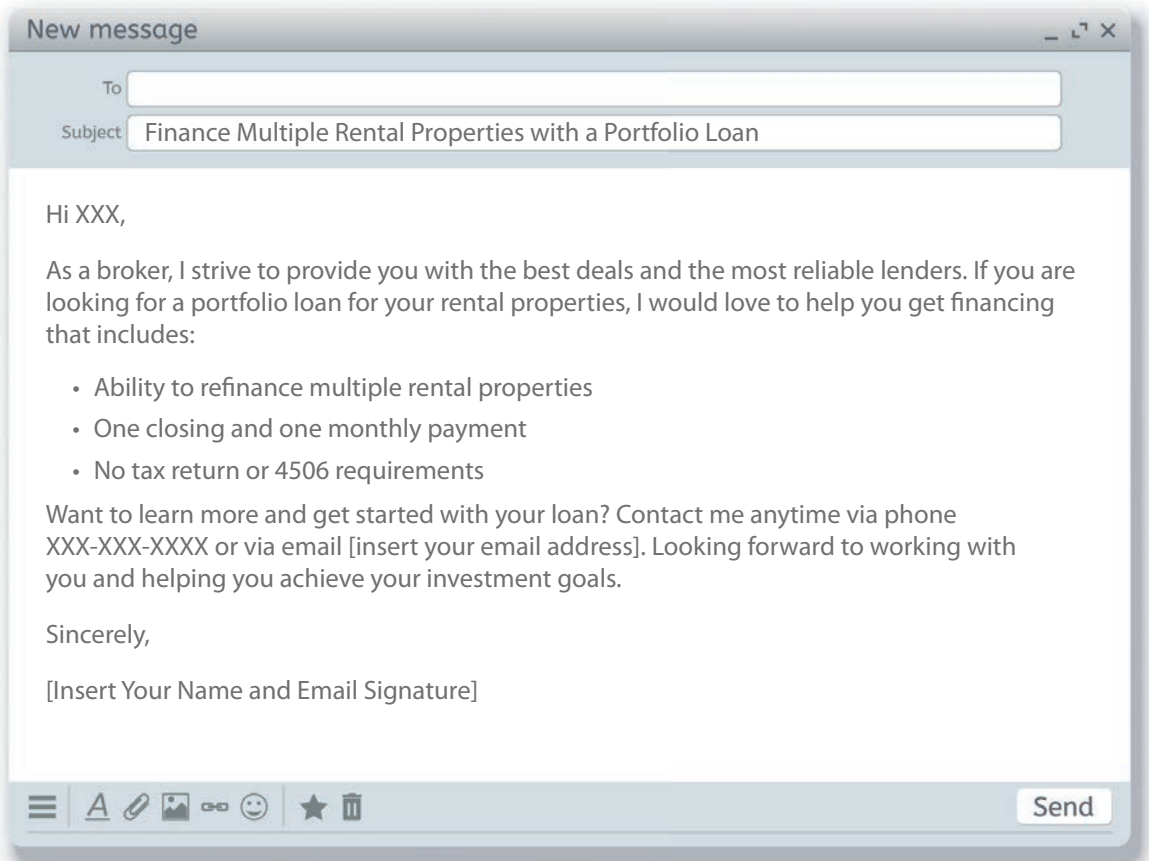 New message
To
Subject Finance Multiple Rental Properties with a Portfolio Loan
Hi XXX,
As a broker, I strive to provide you with the best deals and the most reliable lenders. If you are
looking for a portfolio loan for your rental properties, I would love to help you get financing
that includes:
• Ability to refinance multiple rental properties
• One closing and one monthly payment
• No tax return or 4506 requirements
Want to learn more and get started with your loan? Contact me anytime via phone
XXX-XXX-XXXX or via email [insert your email address]. Looking forward to working with
you and helping you achieve your investment goals.
Sincerely,
[Insert Your Name and Email Signature]
A
Send